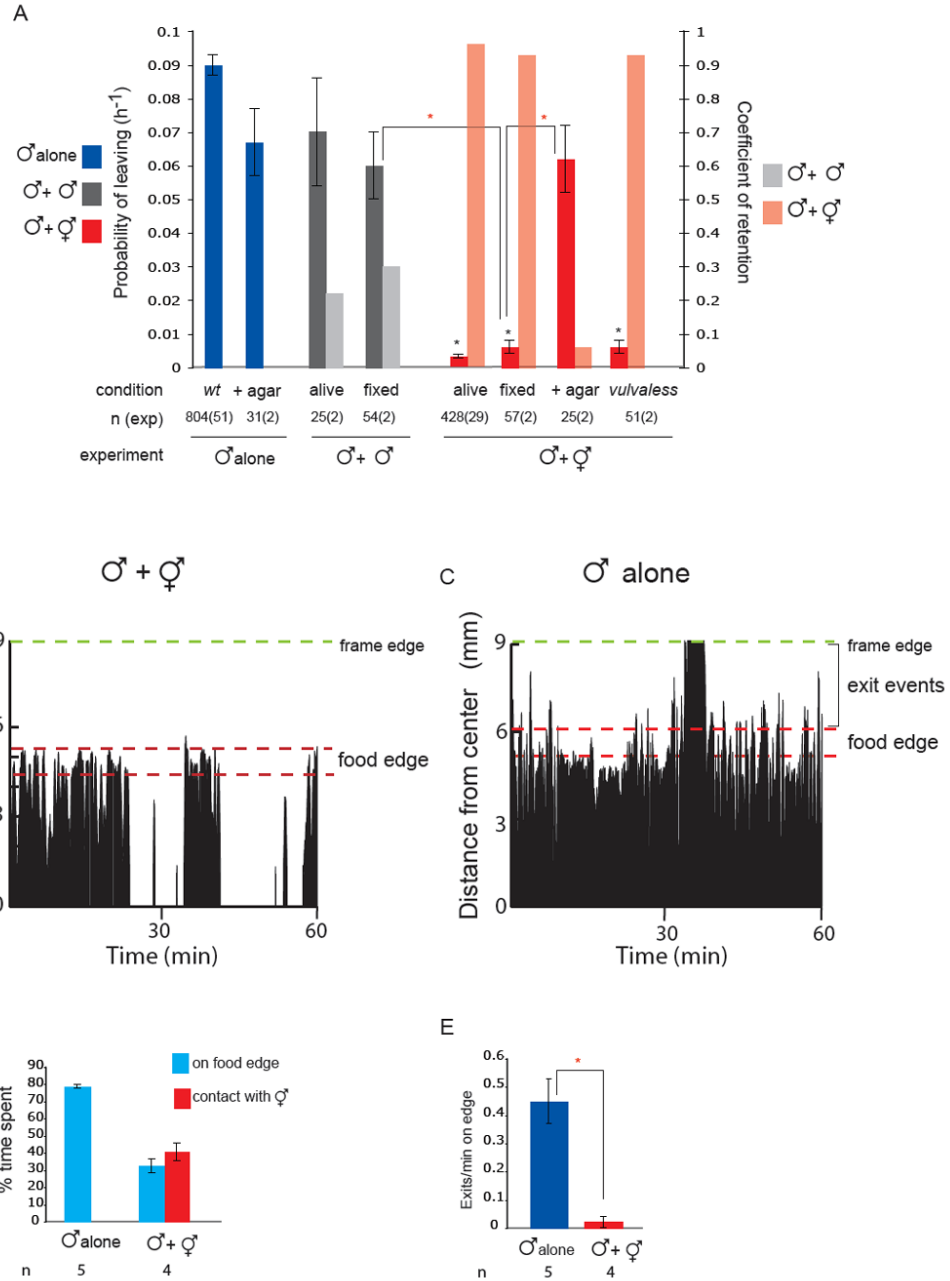 A
Probability of leaving (h-1)
0.1
0.09
0.08
0.07
0.06
0.05
0.04
0.03
0.02
0.01
0
♂alone
♂+ ♂
♂+ ⚥
* *
* * *
1
0.9
0.8
0.7
0.6
0.5
0.4
0.3
0.2
0.1
0
Coefficient of retention
♂+ ♂
♂+ ⚥
condition wt + agar alive fixed alive fixed + agar vulvaless
n (exp) 804(51) 31(2) 25(2) 54(2) 428(29) 57(2) 25(2) 51(2)
experiment ♂alone ♂+ ♂ ♂+ ⚥
♂ + ⚥
frame edge
food edge
30 60
Time (min)
C
♂ alone
Distance from center (mm)
9
6
3
0
frame edge
exit events
food edge
30 60
Time (min)
% time spent
90
80
70
60
50
40
30
20
10
0
on food edge
contact with ⚥
♂alone ♂+ ⚥
n 5 4
E
Exits/min on edge
0.6
0.5
0.4
0.3
0.2
0.1
0
*
♂alone ♂+ ⚥
n 5 4